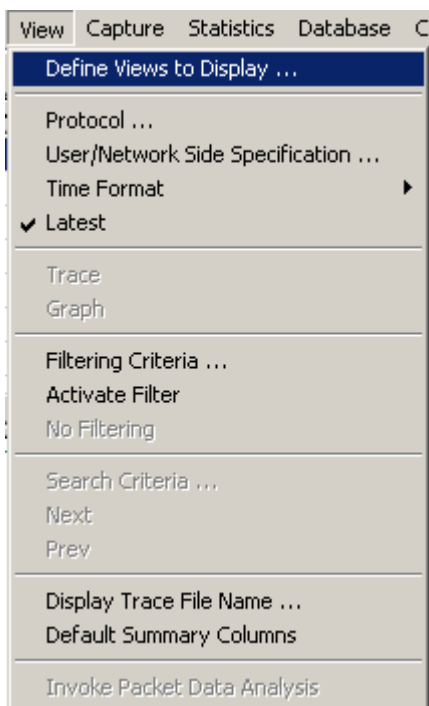 View Capture Statistics Database C
Define Views to Display ...
Protocol ...
User/Network Side Specification ...
Time Format
Latest
Trace
Graph
Filtering Criteria ...
Activate Filter
No Filtering
Search Criteria ...
Next
Prev
Display Trace File Name ...
Default Summary Columns
Invoke Packet Data Analysis